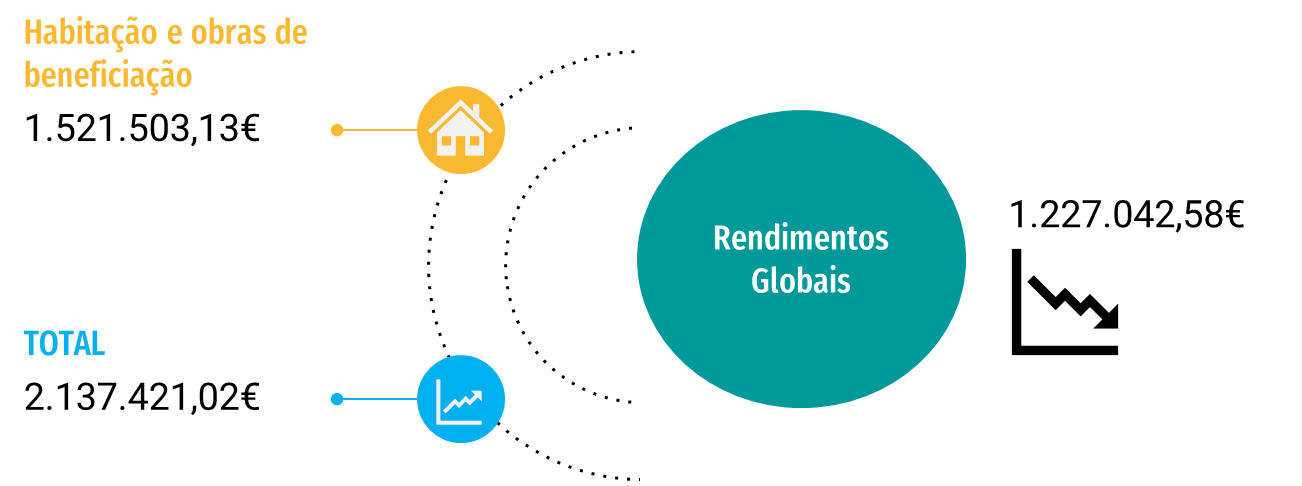 Habitação e obras de
beneficiação
1.521.503,13€
TOTAL
2.137.421,02€
Rendimentos
Globais
1.227.042,58€